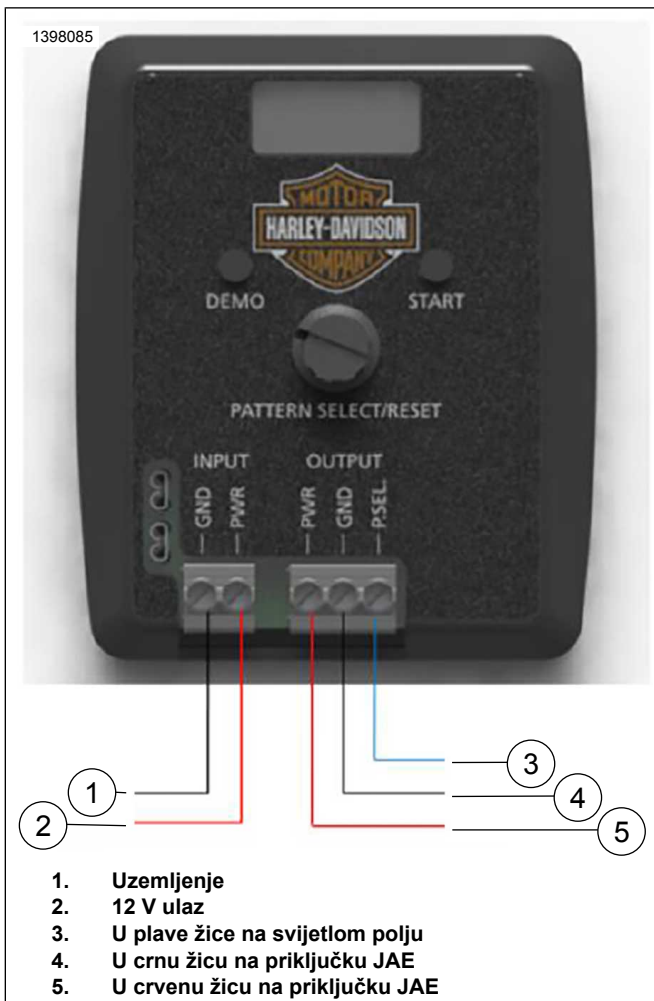 1398085
MOTOR
HARLEY-DAVIDSON
COMPANY
DEMO
START
PATTERN SELECT/RESET
INPUT OUTPUT
GND PWR PWR GND P.SEL.
1
2
3
4
5
1. Uzemljenje
2. 12 V ulaz
3. U plave žice na svijetlom polju
4. U crnu žicu na priključku JAE
5. U crvenu žicu na priključku JAE